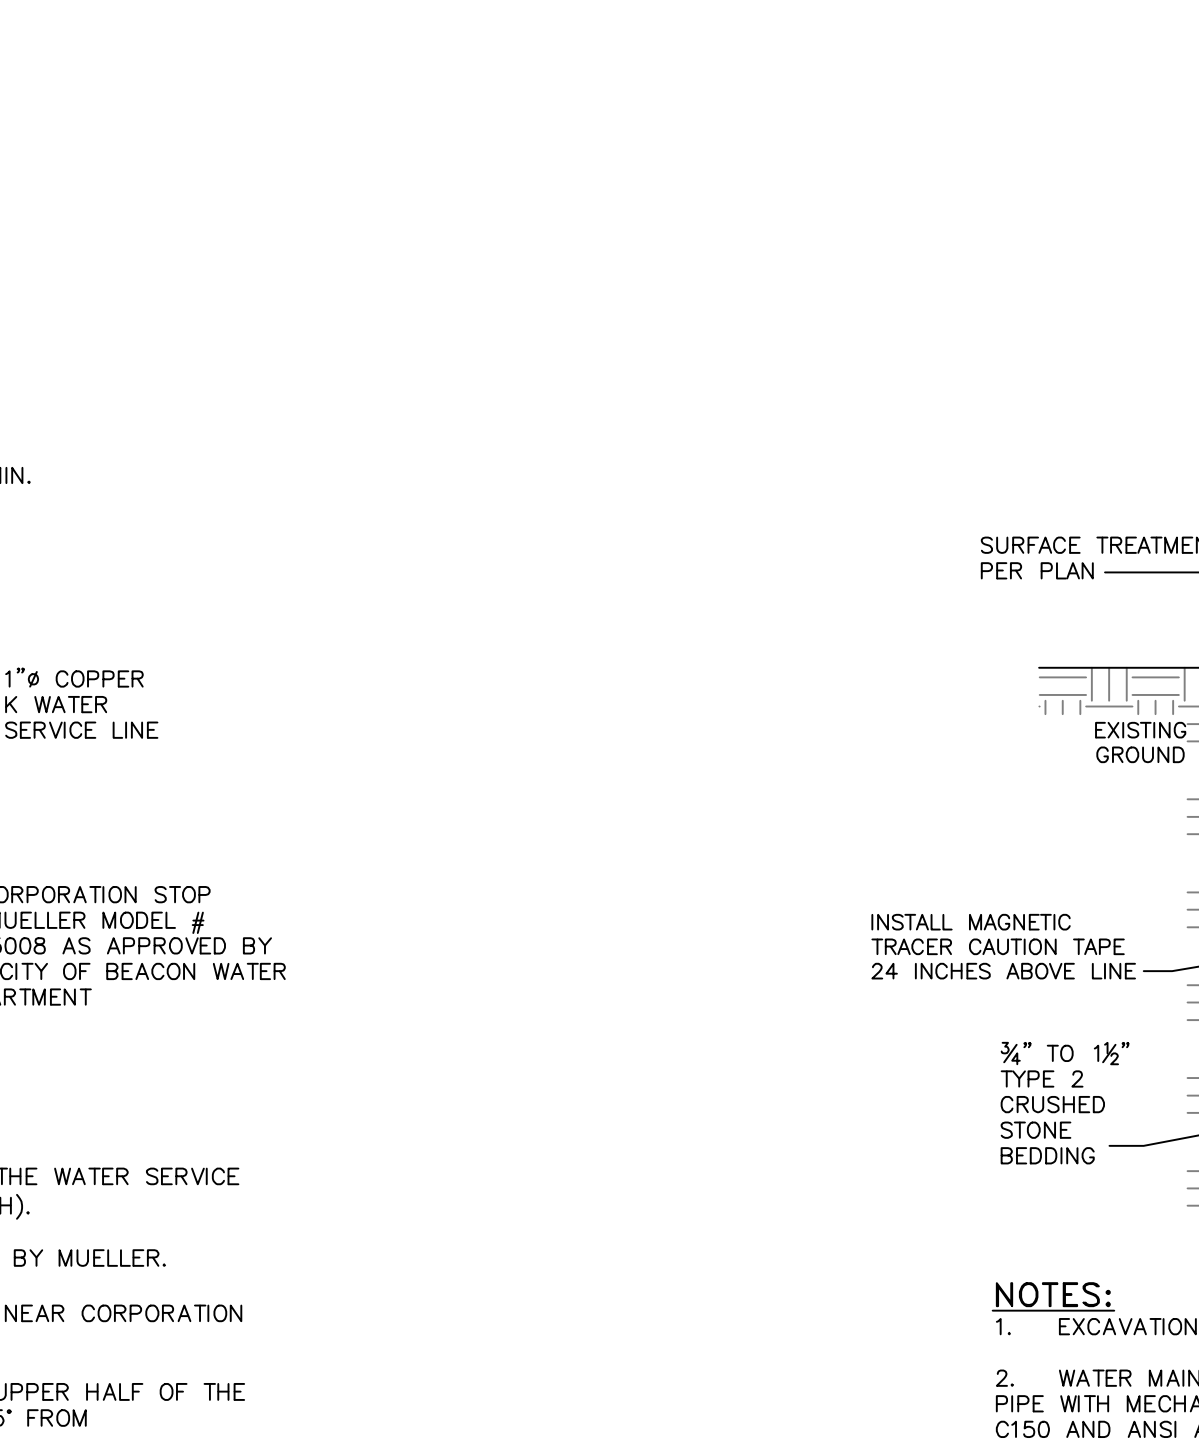 IN.
1"ø COPPER
K WATER
SERVICE LINE
ORPORATION STOP
MUELLER MODEL #
5008 AS APPROVED BY
CITY OF BEACON WATER
ARTMENT
THE WATER SERVICE
H).
BY MUELLER.
NEAR CORPORATION
UPPER HALF OF THE
5° FROM
SURFACE TREATMEN
PER PLAN
EXISTING
GROUND
INSTALL MAGNETIC
TRACER CAUTION TAPE
24 INCHES ABOVE LINE
¾" TO 1½"
TYPE 2
CRUSHED
STONE
BEDDING
NOTES:
1. EXCAVATION
2. WATER MAIN
PIPE WITH MECHA
C150 AND ANSI A